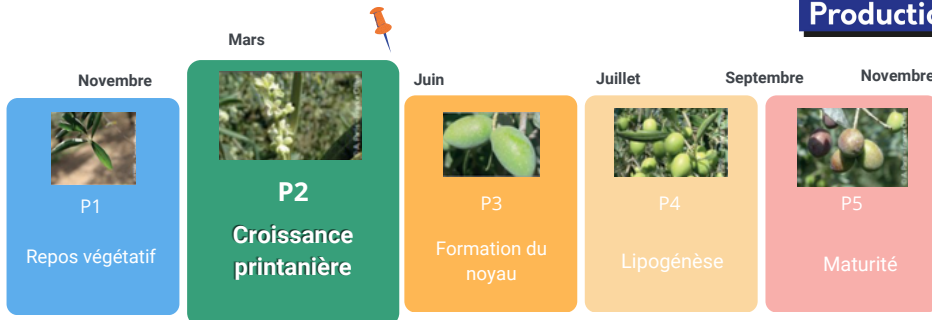 Productio
Mars
Novembre
Juin
Juillet
Septembre
Novembre
P1
Repos végétatif
P2
Croissance
printanière
P3
Formation du
noyau
P4
Lipogénèse
P5
Maturité